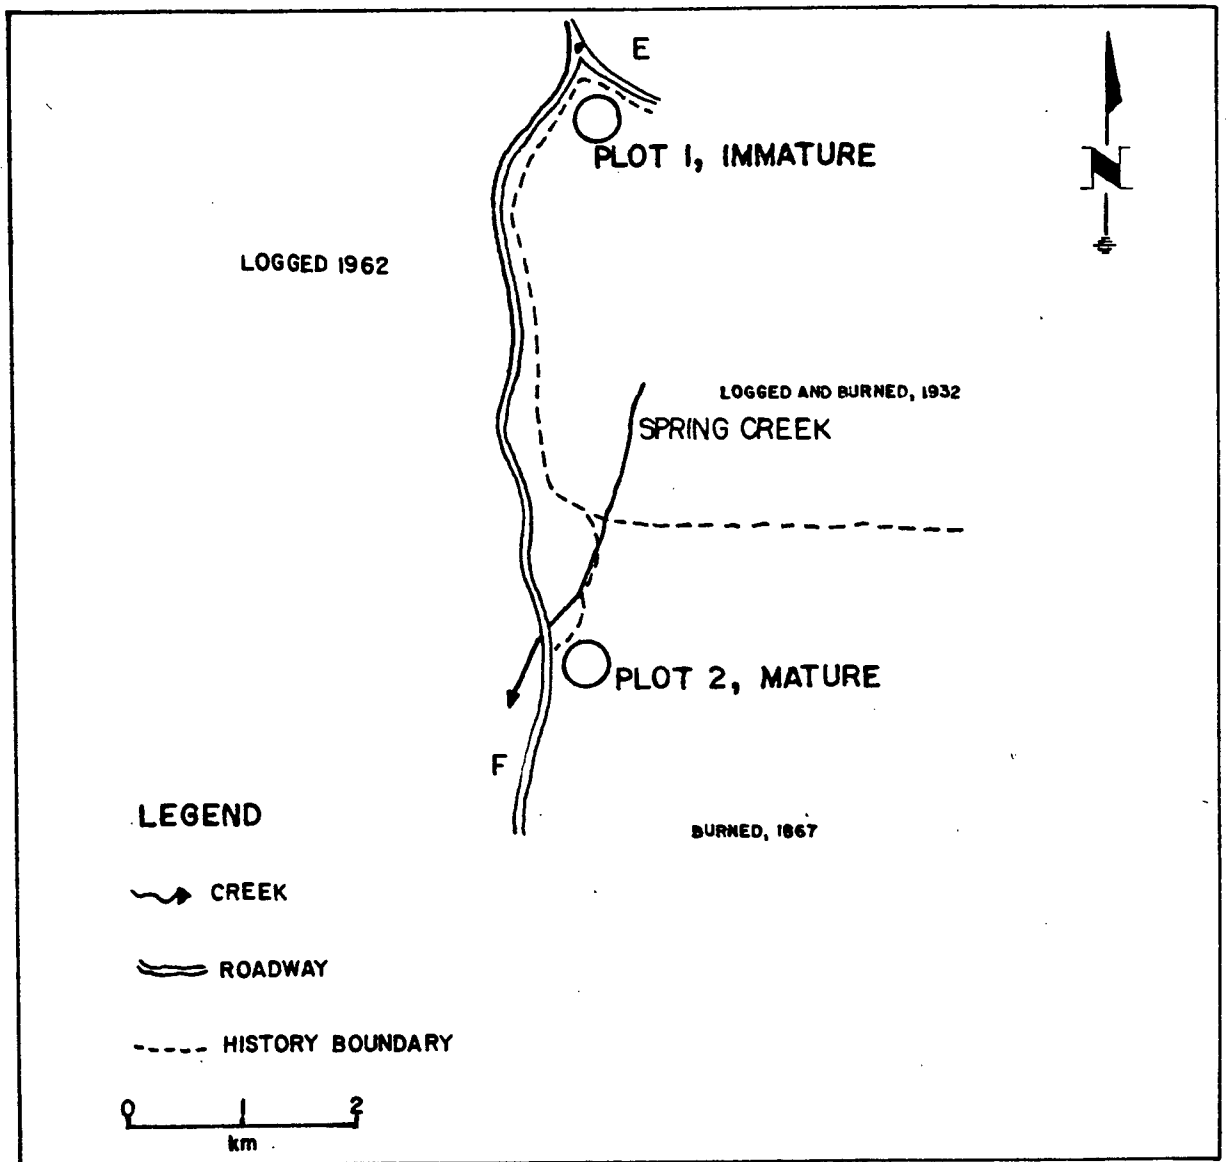 E
PLOT 1, IMMATURE
N
LOGGED 1962
LOGGED AND BURNED, 1932
SPRING CREEK
PLOT 2, MATURE
F
LEGEND
BURNED, 1867
CREEK
ROADWAY
HISTORY BOUNDARY
0 1 2
km